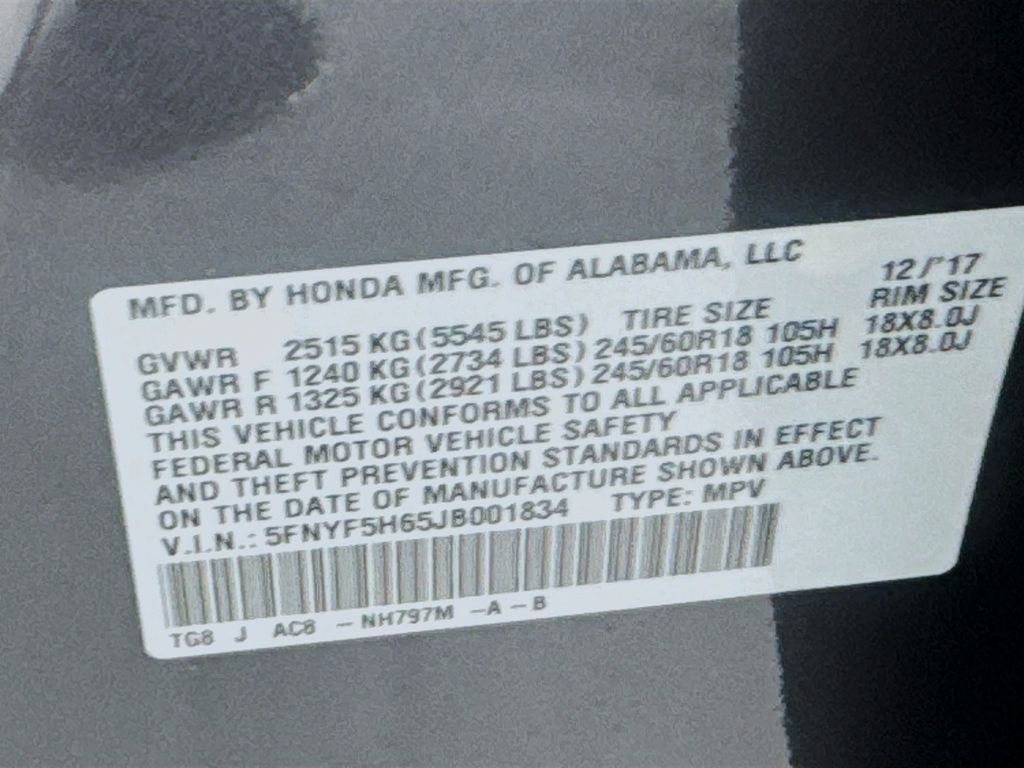 MFD. BY HONDA MFG. OF ALABAMA, LLC 12/'17
GVWR 2515 KG(5545 LBS) TIRE SIZE RIM SIZE
GAWR F 1240 KG(2734 LBS)245/60R18 105H 18X8.0J
GAWR R 1325 KG(2921 LBS)245/60R18 105H 18X8.0J
THIS VEHICLE CONFORMS TO ALL APPLICABLE
FEDERAL MOTOR VEHICLE SAFETY
AND THEFT PREVENTION STANDARDS IN EFFECT
ON THE DATE OF MANUFACTURE SHOWN ABOVE.
V.I.N.: 5FNYF5H65JB001834 TYPE: MPV
TG8 J AC8 - NH797M -A - B